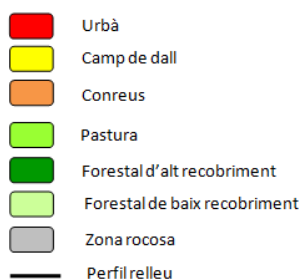 Urbà
Camp de dall
Conreus
Pastura
Forestal d'alt recobriment
Forestal de baix recobriment
Zona rocosa
Perfil relleu